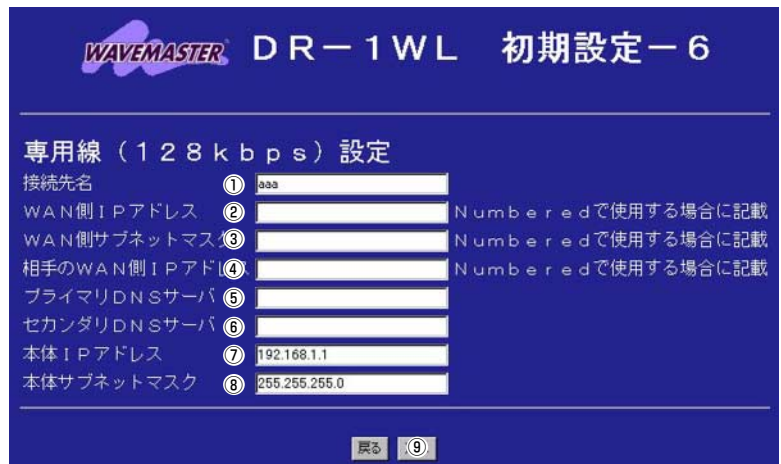 WAVEMASTER DR-1WL 初期設定-6
専用線(128kbps)設定
接続先名 ① aaa
WAN側IPアドレス ② Numberedで使用する場合に記載
WAN側サブネットマスク ③ Numberedで使用する場合に記載
相手のWAN側IPアドレス ④ Numberedで使用する場合に記載
プライマリDNSサーバ ⑤
セカンダリDNSサーバ ⑥
本体IPアドレス ⑦ 192.168.1.1
本体サブネットマスク ⑧ 255.255.255.0
戻る ⑨